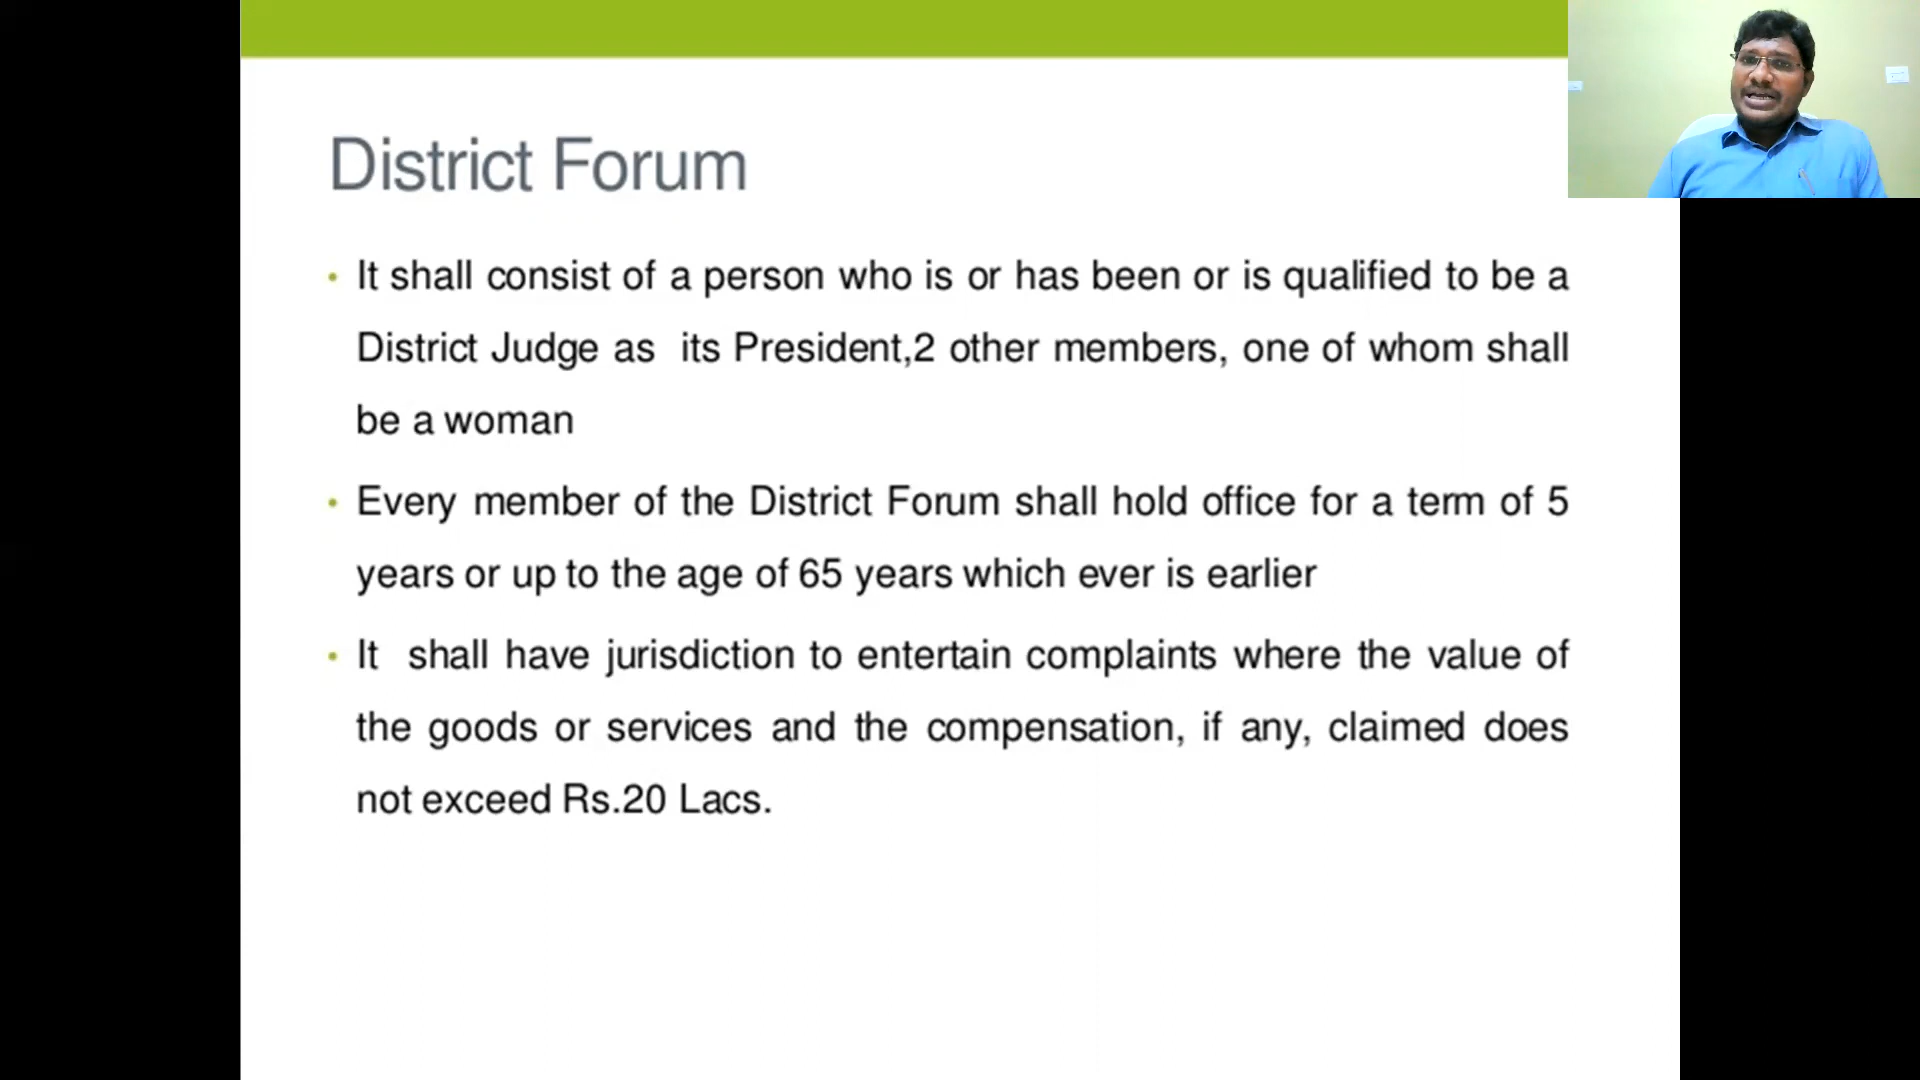 District Forum
• It shall consist of a person who is or has been or is qualified to be a
District Judge as its President,2 other members, one of whom shall
be a woman
• Every member of the District Forum shall hold office for a term of 5
years or up to the age of 65 years which ever is earlier
• It shall have jurisdiction to entertain complaints where the value of
the goods or services and the compensation, if any, claimed does
not exceed Rs.20 Lacs.